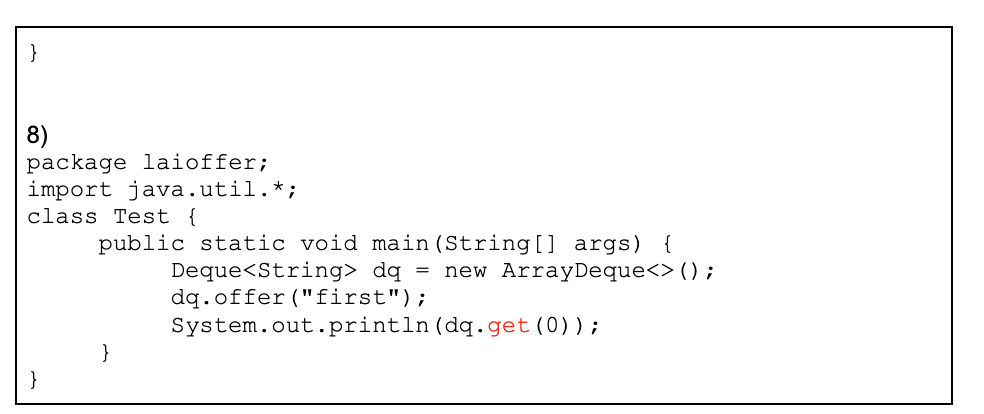 }
8)
package laioffer;
import java.util.*;
class Test {
     public static void main(String[] args) {
          Deque<String> dq = new ArrayDeque<>();
          dq.offer("first");
          System.out.println(dq.get(0));
     }
}